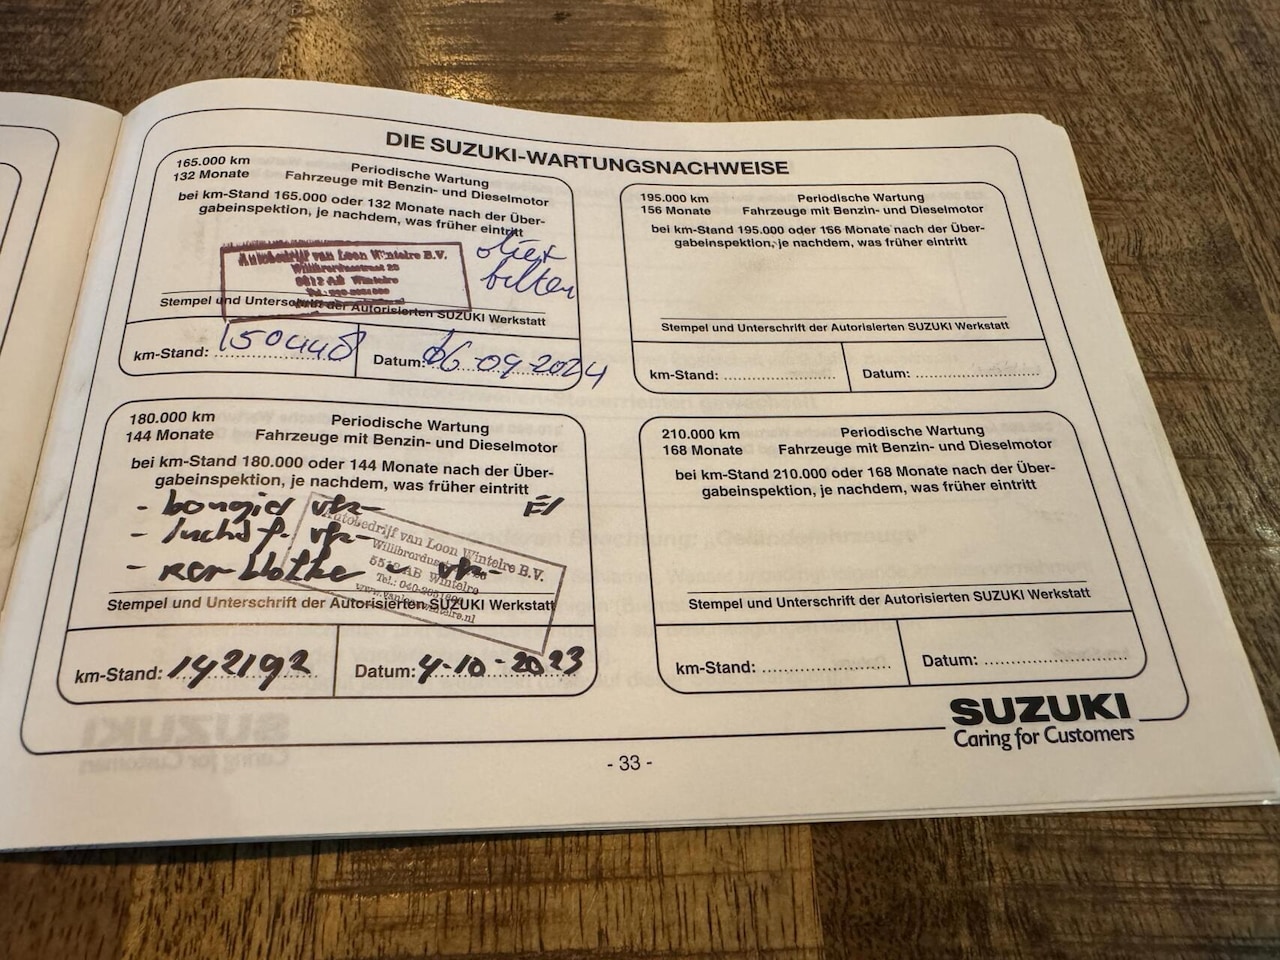 DIE SUZUKI-WARTUNGSNACHWEISE
165.000 km
132 Monate
Periodische Wartung
Fahrzeuge mit Benzin- und Dieselmotor
bei km-Stand 165.000 oder 132 Monate nach der Über-
gabeinspektion, je nachdem, was früher eintritt
Autobedrijf van Loon Wintelre B.V.
Willibrordusstraat
AB Wintelre
Stempel und Unterschrift der Autorisierten SUZUKI Werkstatt
km-Stand: 150448
Datum: 06-09-2024
180.000 km
144 Monate
Periodische Wartung
Fahrzeuge mit Benzin- und Dieselmotor
bei km-Stand 180.000 oder 144 Monate nach der Über-
gabeinspektion, je nachdem, was früher eintritt
- bougies
- lucht f.
-
Autobedrijf van Loon Wintelre B.V.
AB Wintelre
Stempel und Unterschrift der Autorisierten SUZUKI Werkstatt
km-Stand: 142192
Datum: 4-10-2023
195.000 km
156 Monate
Periodische Wartung
Fahrzeuge mit Benzin- und Dieselmotor
bei km-Stand 195.000 oder 156 Monate nach der Über-
gabeinspektion, je nachdem, was früher eintritt
Stempel und Unterschrift der Autorisierten SUZUKI Werkstatt
km-Stand:
Datum:
210.000 km
168 Monate
Periodische Wartung
Fahrzeuge mit Benzin- und Dieselmotor
bei km-Stand 210.000 oder 168 Monate nach der Über-
gabeinspektion, je nachdem, was früher eintritt
Stempel und Unterschrift der Autorisierten SUZUKI Werkstatt
km-Stand:
Datum:
SUZUKI
Caring for Customers
- 33 -